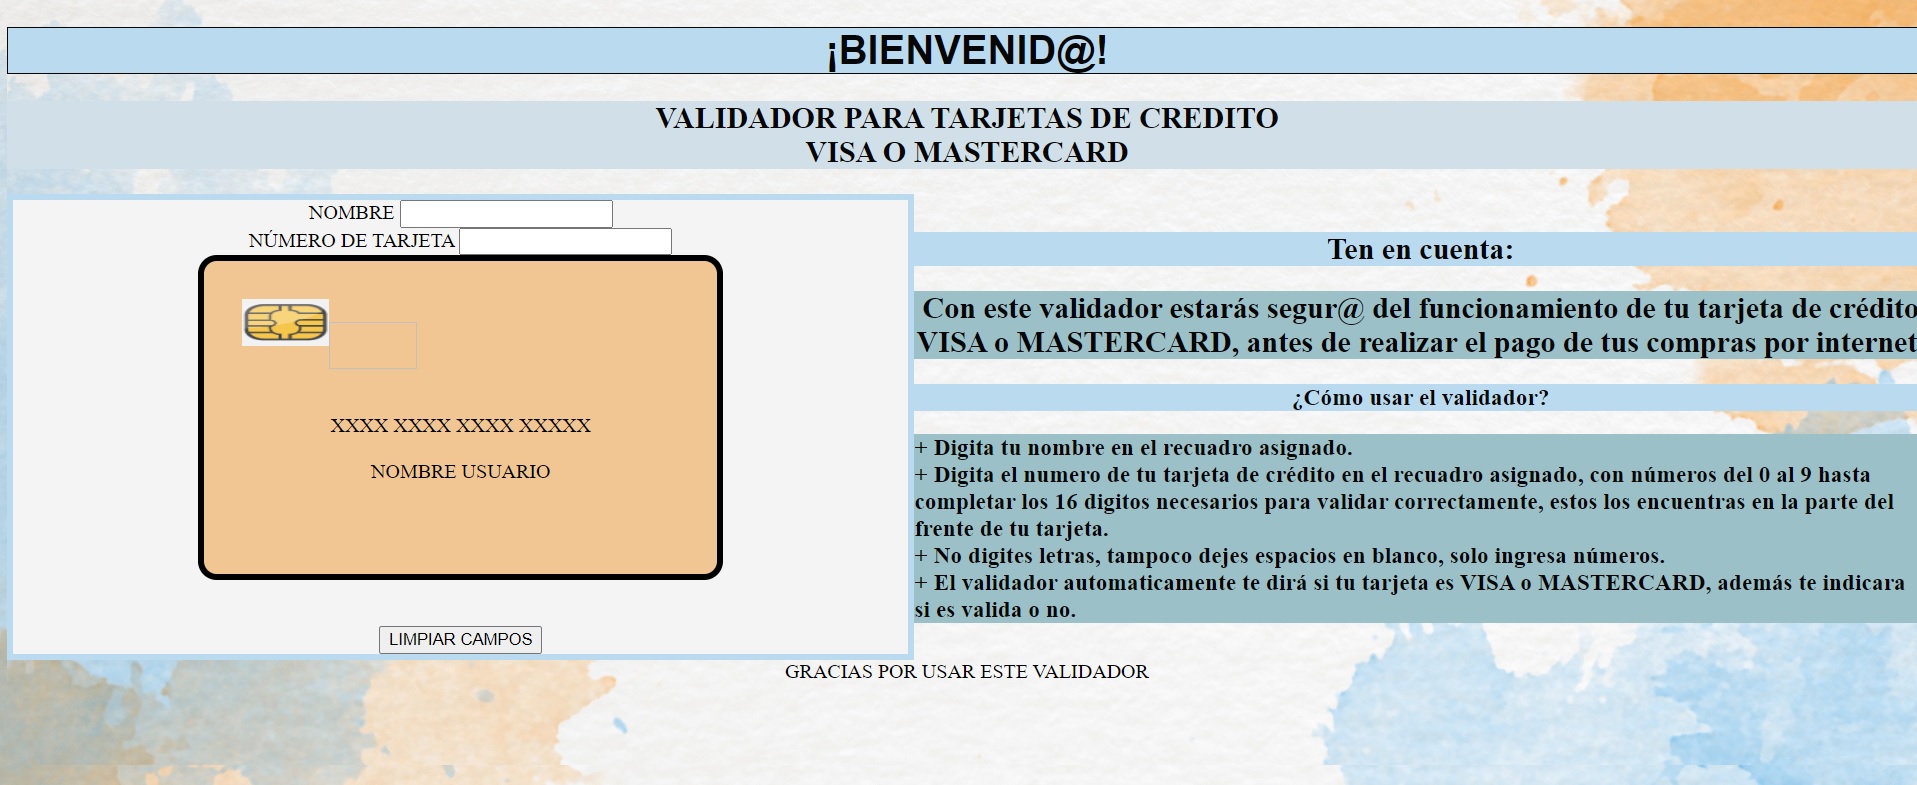 ¡BIENVENID@!
VALIDADOR PARA TARJETAS DE CREDITO
VISA O MASTERCARD
NOMBRE
NÚMERO DE TARJETA
XXXX XXXX XXXX XXXXX
NOMBRE USUARIO
LIMPIAR CAMPOS
Ten en cuenta:
Con este validador estarás segur@ del funcionamiento de tu tarjeta de crédito
VISA o MASTERCARD, antes de realizar el pago de tus compras por internet
¿Cómo usar el validador?
+ Digita tu nombre en el recuadro asignado.
+ Digita el numero de tu tarjeta de crédito en el recuadro asignado, con números del 0 al 9 hasta
completar los 16 digitos necesarios para validar correctamente, estos los encuentras en la parte del
frente de tu tarjeta.
+ No digites letras, tampoco dejes espacios en blanco, solo ingresa números.
+ El validador automaticamente te dirá si tu tarjeta es VISA o MASTERCARD, además te indicara
si es valida o no.
GRACIAS POR USAR ESTE VALIDADOR